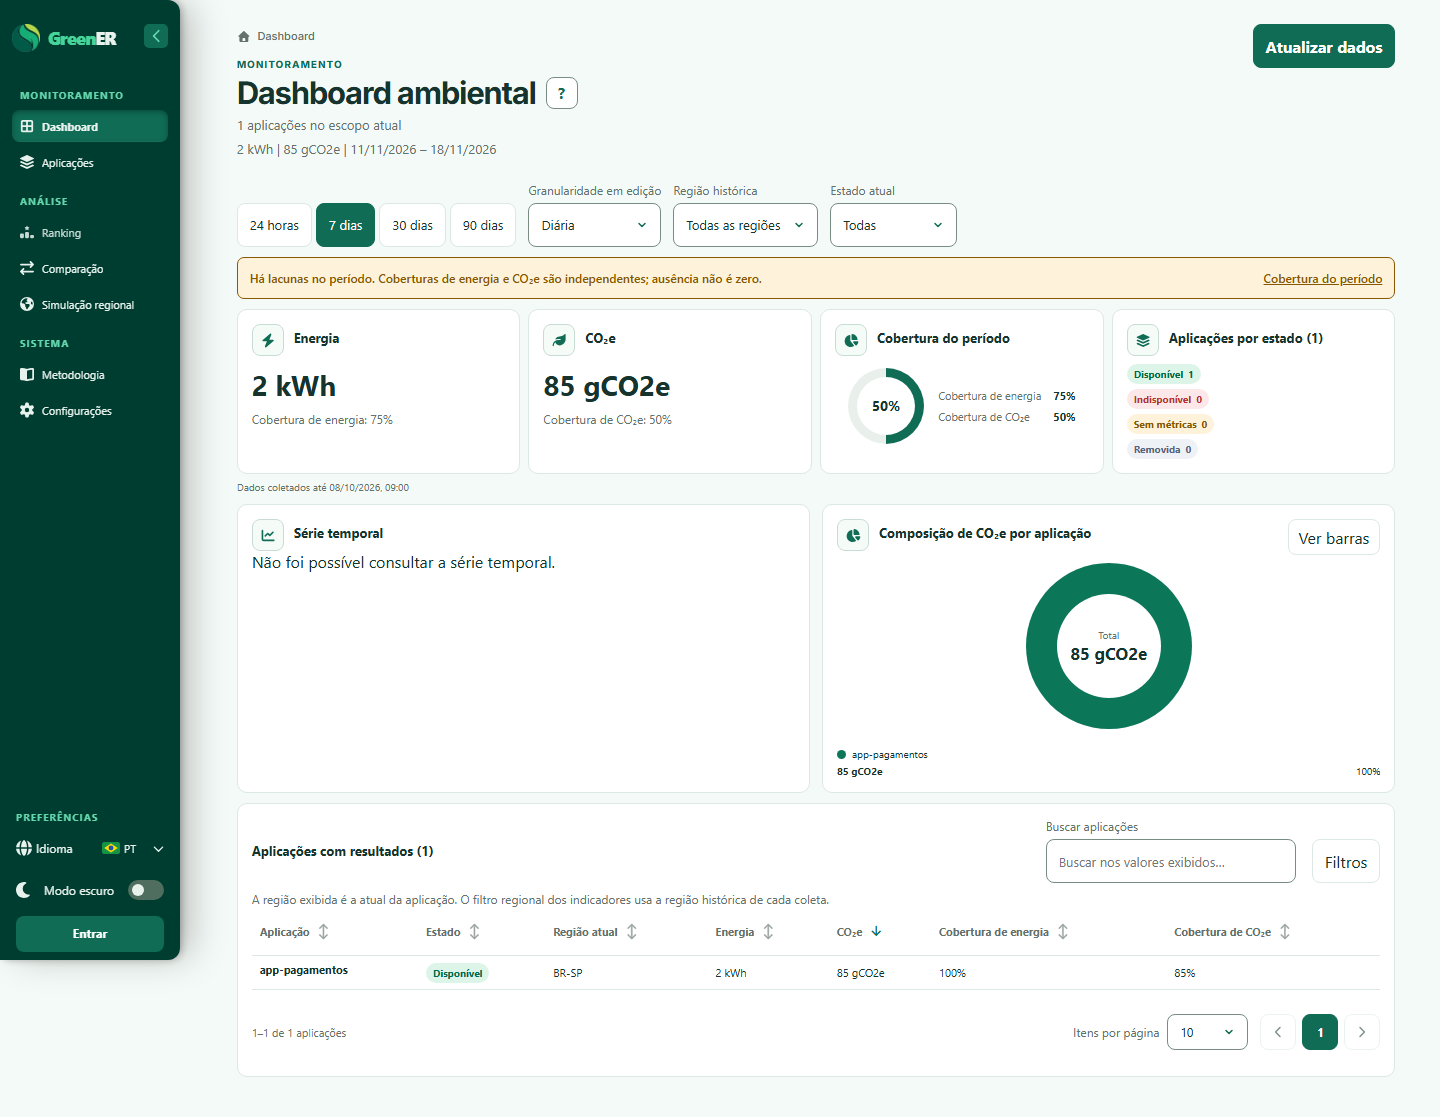 GreenER
MONITORAMENTO
Dashboard
Aplicações
ANÁLISE
Ranking
Comparação
Simulação regional
SISTEMA
Metodologia
Configurações
PREFERÊNCIAS
Idioma PT
Modo escuro
Entrar
Dashboard
MONITORAMENTO
Dashboard ambiental ?
1 aplicações no escopo atual
2 kWh | 85 gCO2e | 11/11/2026 – 18/11/2026
Atualizar dados
24 horas 7 dias 30 dias 90 dias
Granularidade em edição
Diária
Região histórica
Todas as regiões
Estado atual
Todas
Há lacunas no período. Coberturas de energia e CO₂e são independentes; ausência não é zero. Cobertura do período
Energia
2 kWh
Cobertura de energia: 75%
CO₂e
85 gCO2e
Cobertura de CO₂e: 50%
Cobertura do período
50%
Cobertura de energia 75%
Cobertura de CO₂e 50%
Aplicações por estado (1)
Disponível 1
Indisponível 0
Sem métricas 0
Removida 0
Dados coletados até 08/10/2026, 09:00
Série temporal
Não foi possível consultar a série temporal.
Composição de CO₂e por aplicação
Ver barras
Total
85 gCO2e
app-pagamentos
85 gCO2e 100%
Aplicações com resultados (1)
Buscar aplicações
Buscar nos valores exibidos...
Filtros
A região exibida é a atual da aplicação. O filtro regional dos indicadores usa a região histórica de cada coleta.
Aplicação Estado Região atual Energia CO₂e Cobertura de energia Cobertura de CO₂e
app-pagamentos Disponível BR-SP 2 kWh 85 gCO2e 100% 85%
1–1 de 1 aplicações
Itens por página 10 1